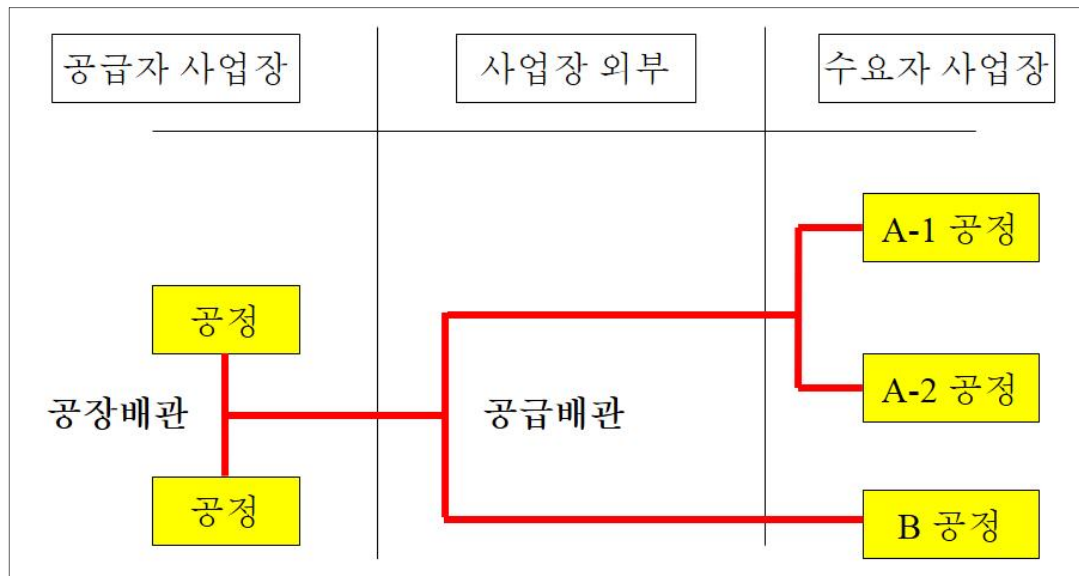 공급자 사업장
사업장 외부
수요자 사업장
A-1 공정
공정
공장배관
공급배관
A-2 공정
공정
B 공정